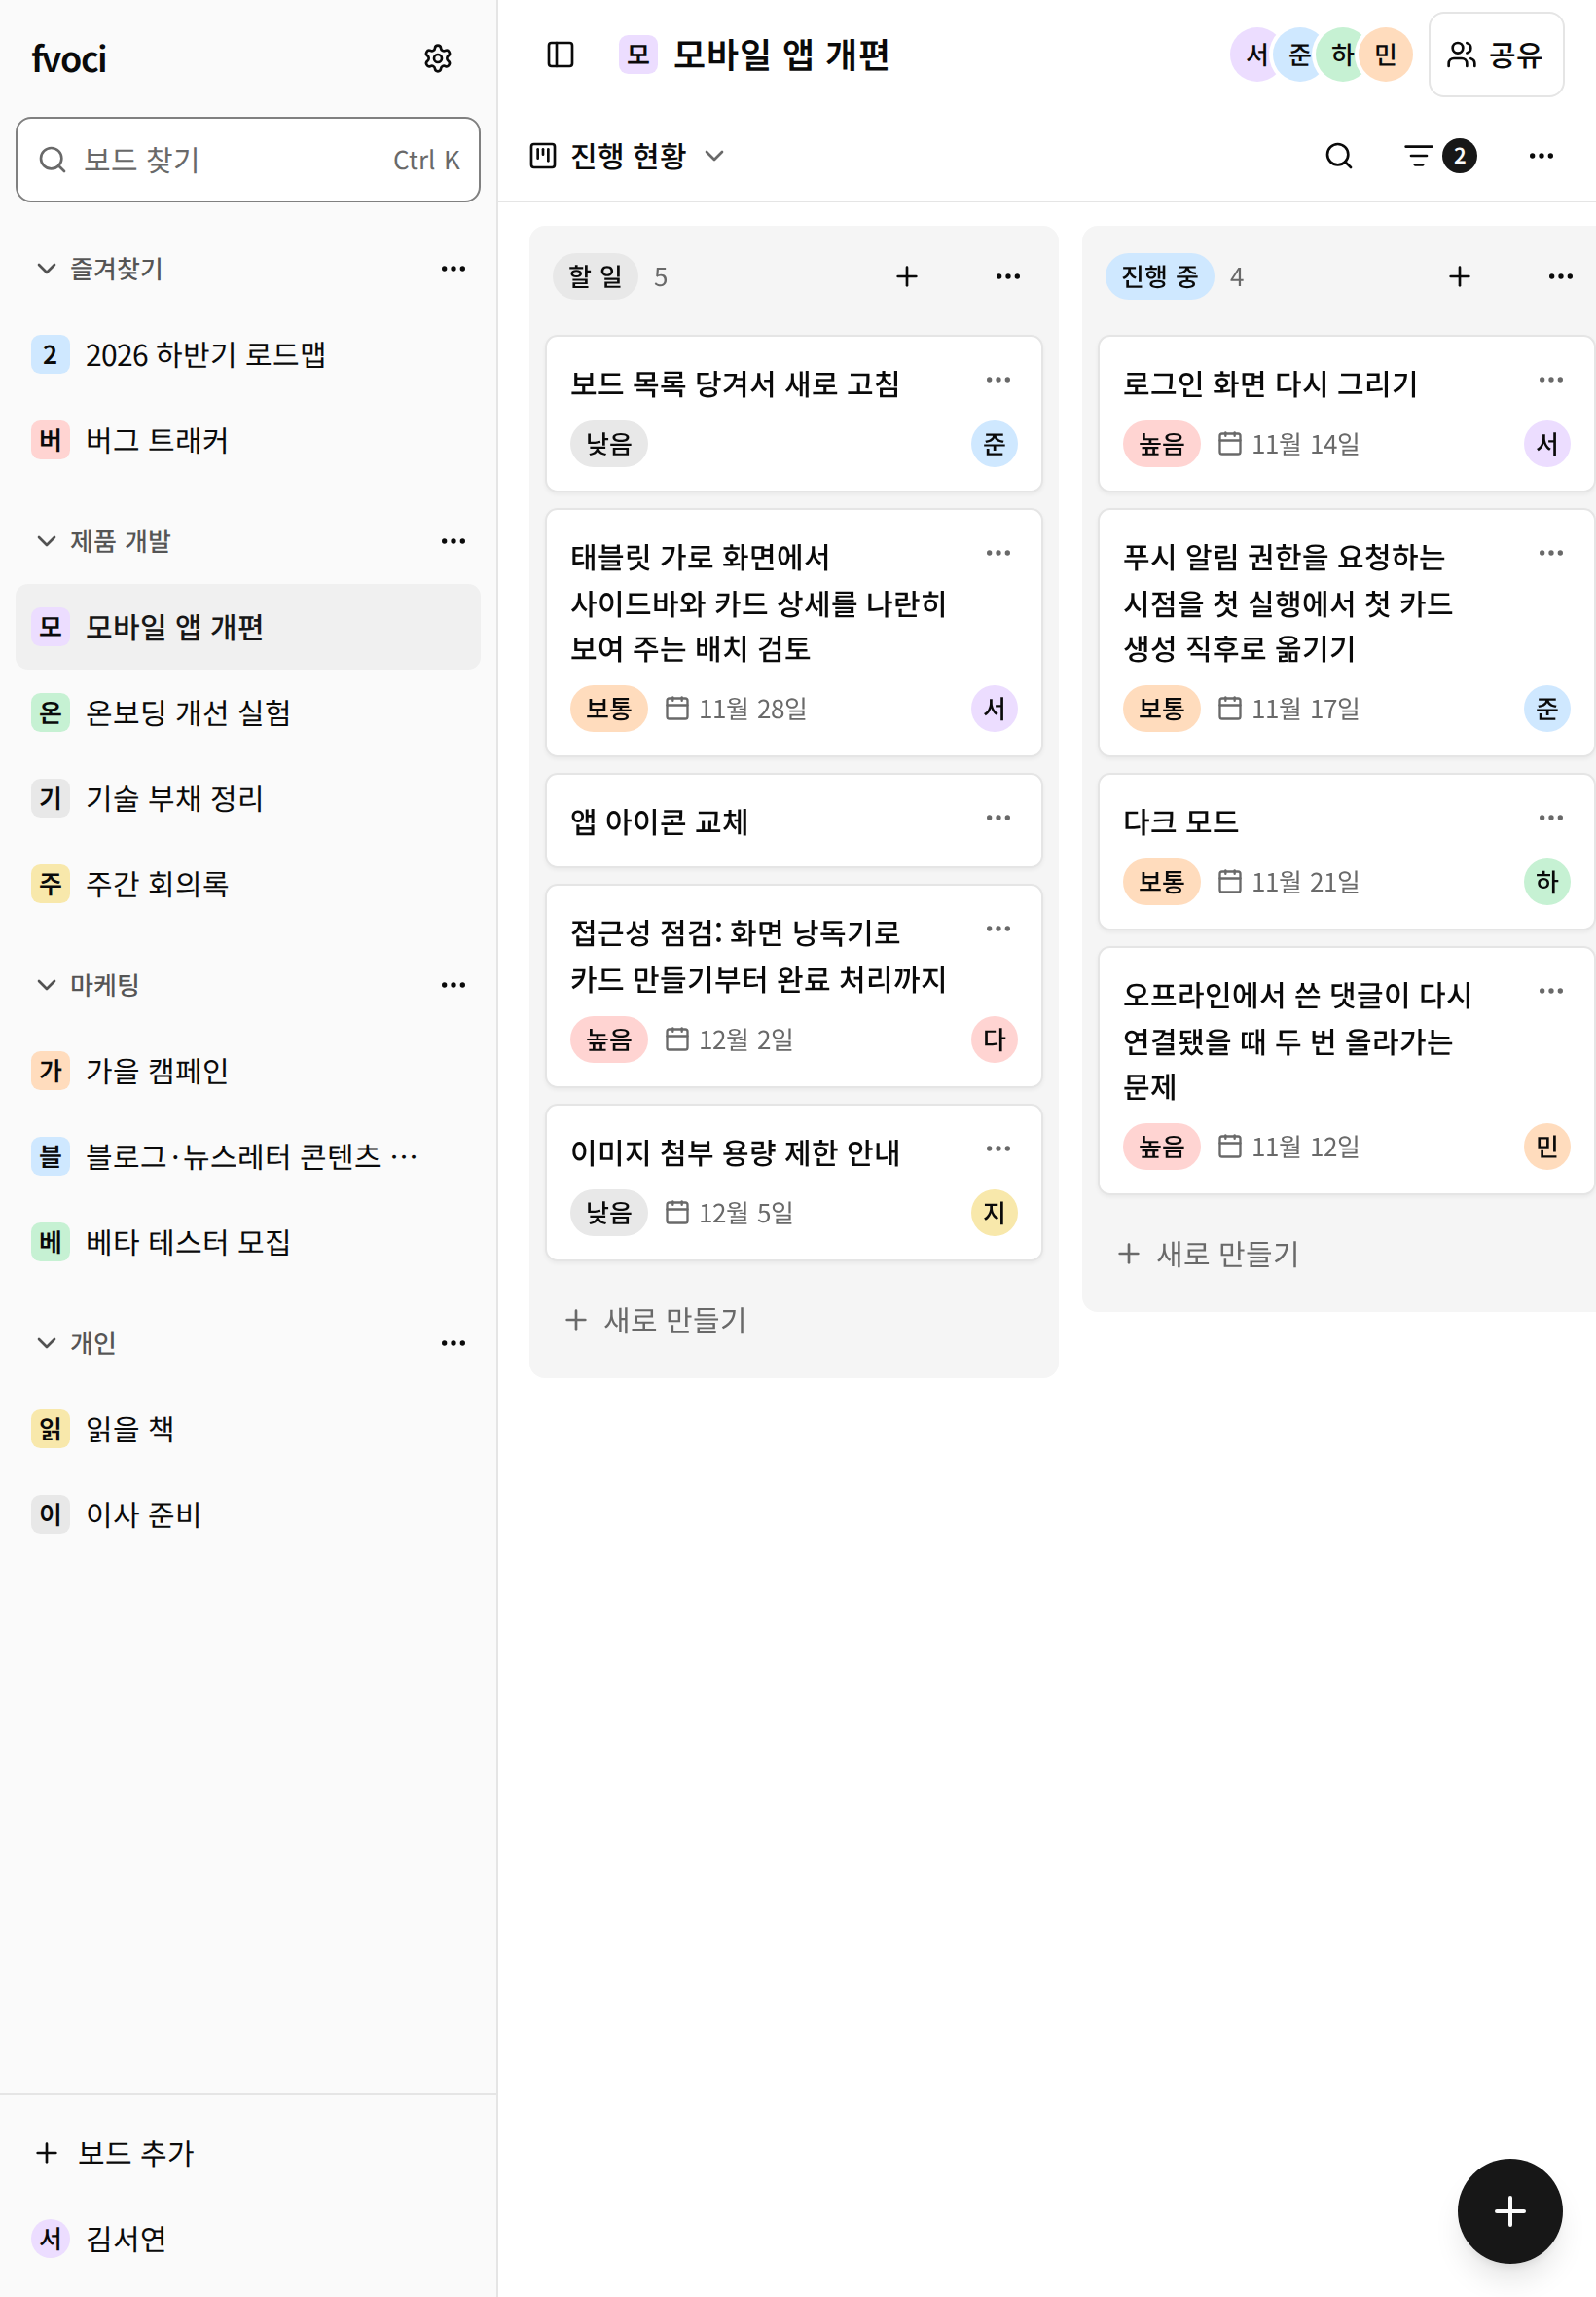 fvoci
보드 찾기 Ctrl K
즐겨찾기
2 2026 하반기 로드맵
버 버그 트래커
제품 개발
모 모바일 앱 개편
온 온보딩 개선 실험
기 기술 부채 정리
주 주간 회의록
마케팅
가 가을 캠페인
블 블로그·뉴스레터 콘텐츠 …
베 베타 테스터 모집
개인
읽 읽을 책
이 이사 준비
보드 추가
서 김서연
모 모바일 앱 개편
서 준 하 민 공유
진행 현황
2
할 일 5
보드 목록 당겨서 새로 고침
낮음 준
태블릿 가로 화면에서
사이드바와 카드 상세를 나란히
보여 주는 배치 검토
보통 11월 28일 서
앱 아이콘 교체
접근성 점검: 화면 낭독기로
카드 만들기부터 완료 처리까지
높음 12월 2일 다
이미지 첨부 용량 제한 안내
낮음 12월 5일 지
새로 만들기
진행 중 4
로그인 화면 다시 그리기
높음 11월 14일 서
푸시 알림 권한을 요청하는
시점을 첫 실행에서 첫 카드
생성 직후로 옮기기
보통 11월 17일 준
다크 모드
보통 11월 21일 하
오프라인에서 쓴 댓글이 다시
연결됐을 때 두 번 올라가는
문제
높음 11월 12일 민
새로 만들기